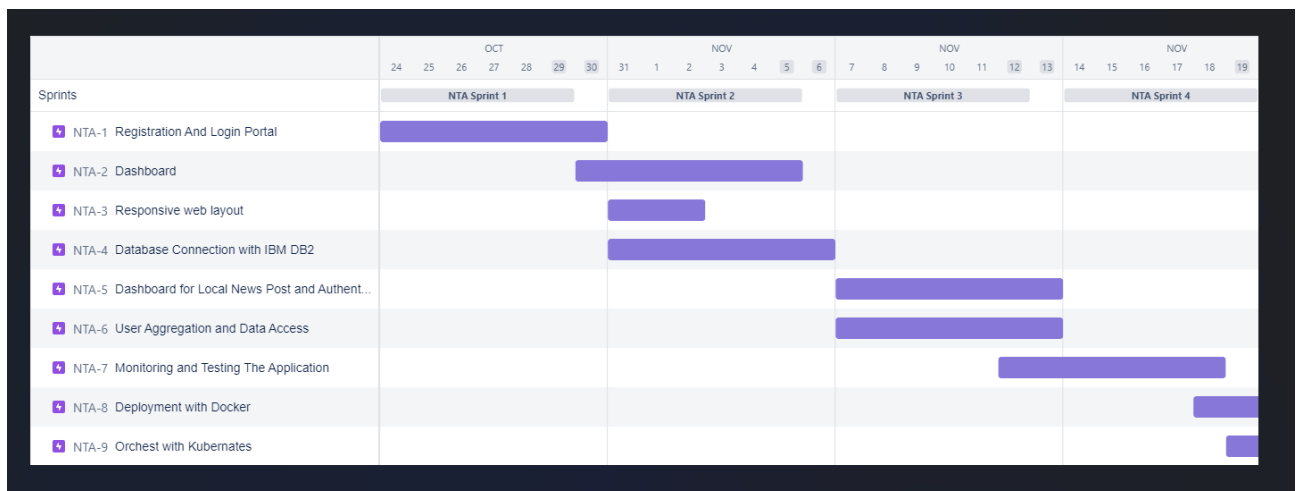 OCT NOV NOV NOV
24 25 26 27 28 29 30 31 1 2 3 4 5 6 7 8 9 10 11 12 13 14 15 16 17 18 19
Sprints NTA Sprint 1 NTA Sprint 2 NTA Sprint 3 NTA Sprint 4
NTA-1 Registration And Login Portal
NTA-2 Dashboard
NTA-3 Responsive web layout
NTA-4 Database Connection with IBM DB2
NTA-5 Dashboard for Local News Post and Authent...
NTA-6 User Aggregation and Data Access
NTA-7 Monitoring and Testing The Application
NTA-8 Deployment with Docker
NTA-9 Orchest with Kubernates